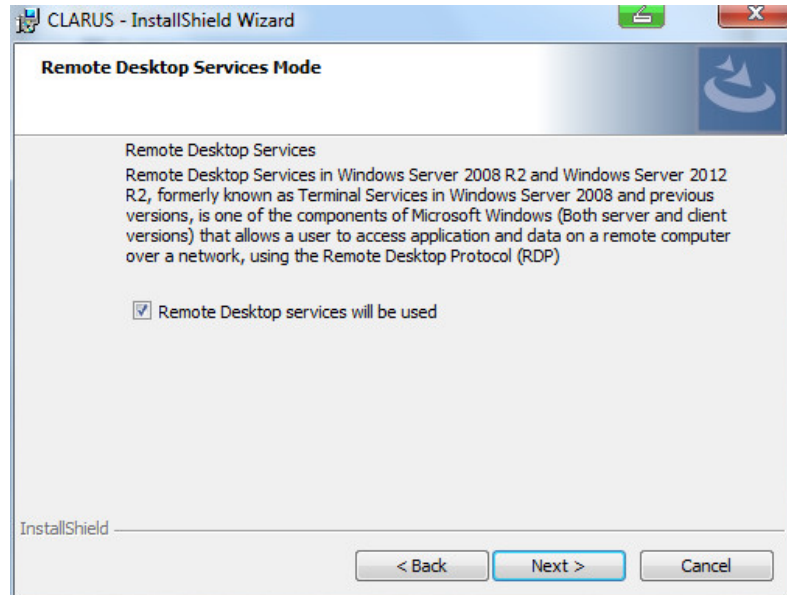 CLARUS - InstallShield Wizard
Remote Desktop Services Mode
Remote Desktop Services
Remote Desktop Services in Windows Server 2008 R2 and Windows Server 2012
R2, formerly known as Terminal Services in Windows Server 2008 and previous
versions, is one of the components of Microsoft Windows (Both server and client
versions) that allows a user to access application and data on a remote computer
over a network, using the Remote Desktop Protocol (RDP)
Remote Desktop services will be used
InstallShield
< Back Next > Cancel